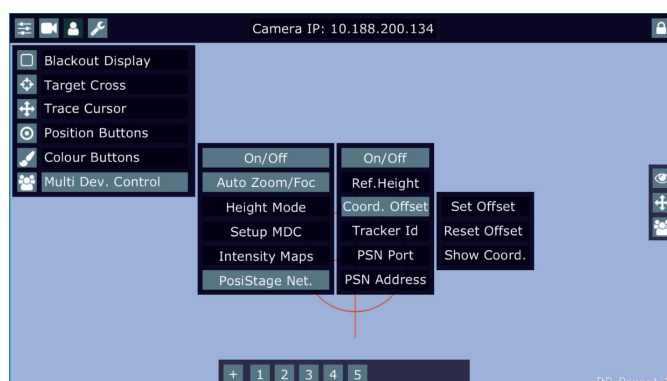 Camera IP: 10.188.200.134
Blackout Display
Target Cross
Trace Cursor
Position Buttons
Colour Buttons
Multi Dev. Control
On/Off
Auto Zoom/Foc
Height Mode
Setup MDC
Intensity Maps
PosiStage Net.
On/Off
Ref.Height
Coord. Offset
Tracker Id
PSN Port
PSN Address
Set Offset
Reset Offset
Show Coord.
+ 1 2 3 4 5